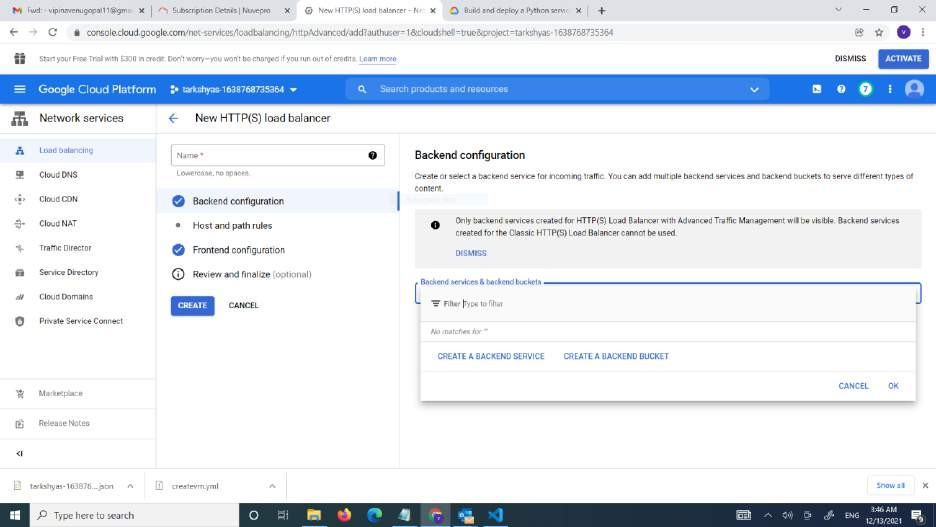 Fwd: - vipinavenugopal11@gma
Subscription Details | Nuvepro
New HTTP(S) load balancer – Net
Build and deploy a Python servic
console.cloud.google.com/net-services/loadbalancing/httpAdvanced/add?authuser=1&cloudshell=true&project=tarkshyas-1638768735364
Start your Free Trial with $300 in credit. Don't worry—you won't be charged if you run out of credits. Learn more
DISMISS
ACTIVATE
Google Cloud Platform
tarkshyas-1638768735364
Search products and resources
7
Network services
New HTTP(S) load balancer
Load balancing
Cloud DNS
Cloud CDN
Cloud NAT
Traffic Director
Service Directory
Cloud Domains
Private Service Connect
Marketplace
Release Notes
Name *
Lowercase, no spaces.
Backend configuration
Host and path rules
Frontend configuration
Review and finalize (optional)
CREATE
CANCEL
Backend configuration
Create or select a backend service for incoming traffic. You can add multiple backend services and backend buckets to serve different types of
content.
Only backend services created for HTTP(S) Load Balancer with Advanced Traffic Management will be visible. Backend services
created for the Classic HTTP(S) Load Balancer cannot be used.
DISMISS
Backend services & backend buckets
Filter Type to filter
No matches for ""
CREATE A BACKEND SERVICE
CREATE A BACKEND BUCKET
CANCEL
OK
tarkshyas-163876....json
createvm.yml
Show all
Type here to search
ENG
3:46 AM
12/13/2021